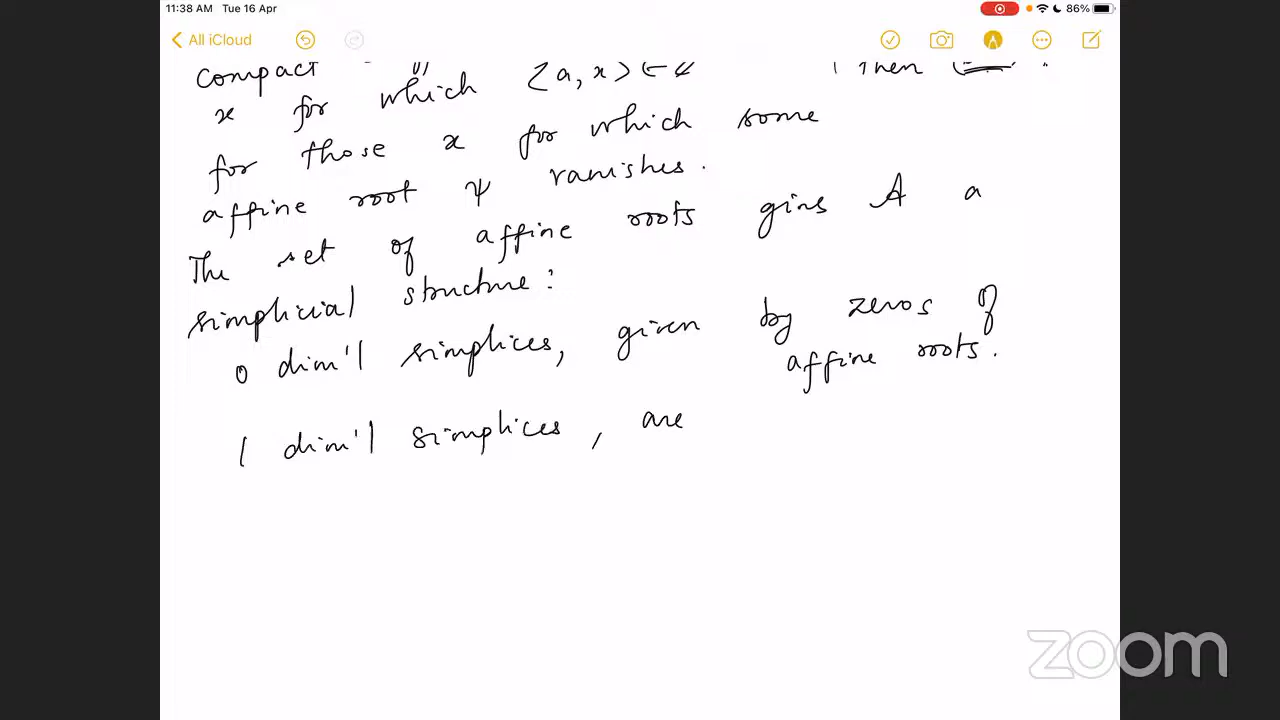 11:38 AM Tue 16 Apr
86%
All iCloud
compact
x for which ⟨a, x⟩ ∈ Then
for those x for which some
affine root ψ vanishes.
The set of affine roots gives A a
simplicial structure:
0 dim'l simplices, given by zeros of
affine roots.
1 dim'l simplices, are
zoom